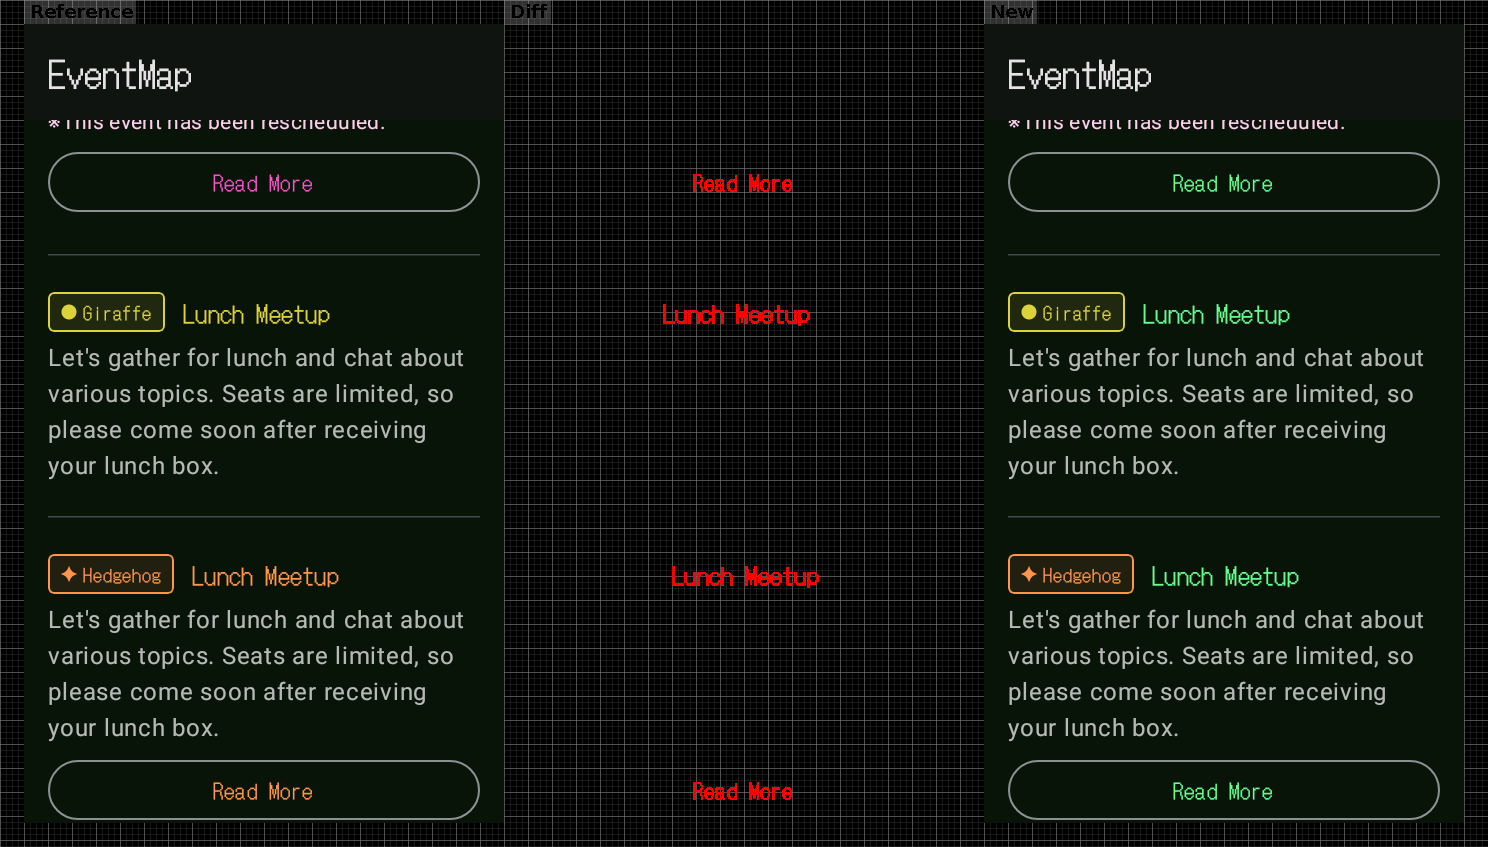 Reference
EventMap
*This event has been rescheduled.
Read More
Giraffe Lunch Meetup
Let's gather for lunch and chat about
various topics. Seats are limited, so
please come soon after receiving
your lunch box.
Hedgehog Lunch Meetup
Let's gather for lunch and chat about
various topics. Seats are limited, so
please come soon after receiving
your lunch box.
Read More
Diff
Read More
Lunch Meetup
Lunch Meetup
Read More
New
EventMap
*This event has been rescheduled.
Read More
Giraffe Lunch Meetup
Let's gather for lunch and chat about
various topics. Seats are limited, so
please come soon after receiving
your lunch box.
Hedgehog Lunch Meetup
Let's gather for lunch and chat about
various topics. Seats are limited, so
please come soon after receiving
your lunch box.
Read More